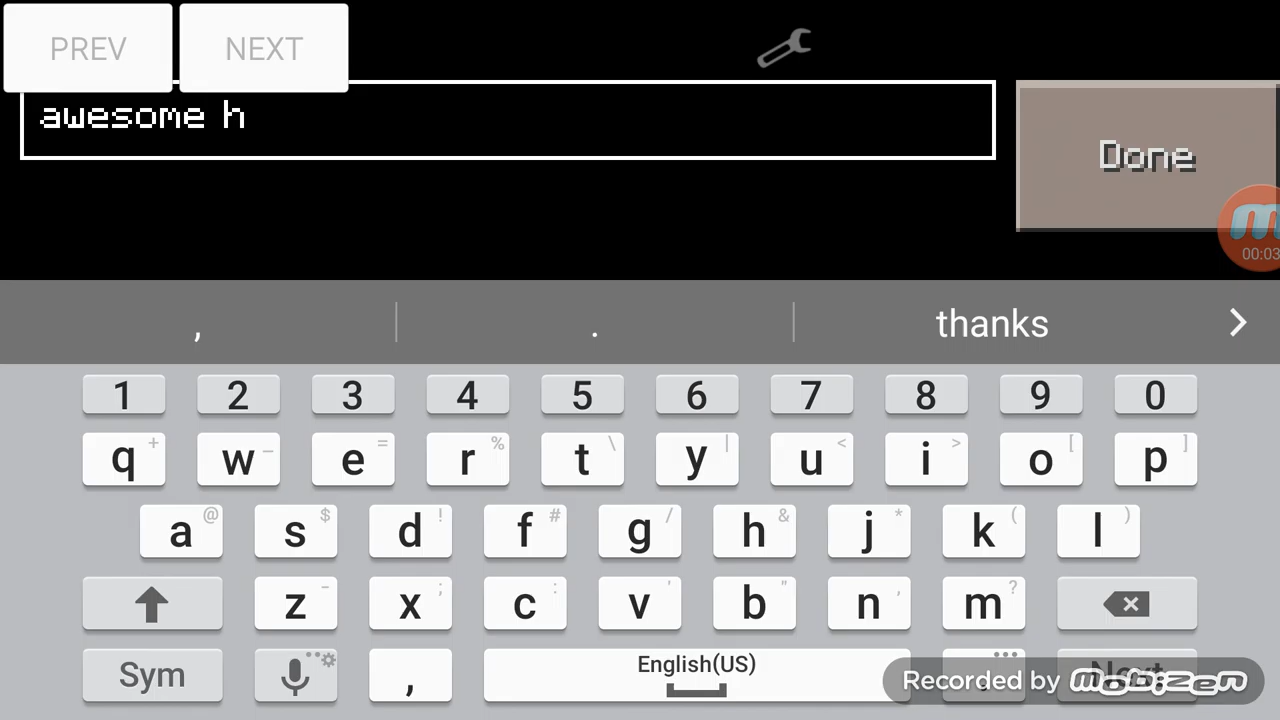 PREV NEXT
awesome h
Done
00:03
, . thanks
1 2 3 4 5 6 7 8 9 0
q + w _ e = r % t \ y | u < i > o [ p ]
a @ s $ d ! f # g / h & j * k ( l )
z - x ; c : v ' b " n , m ?
Sym , English(US) . Next
Recorded by mobizen